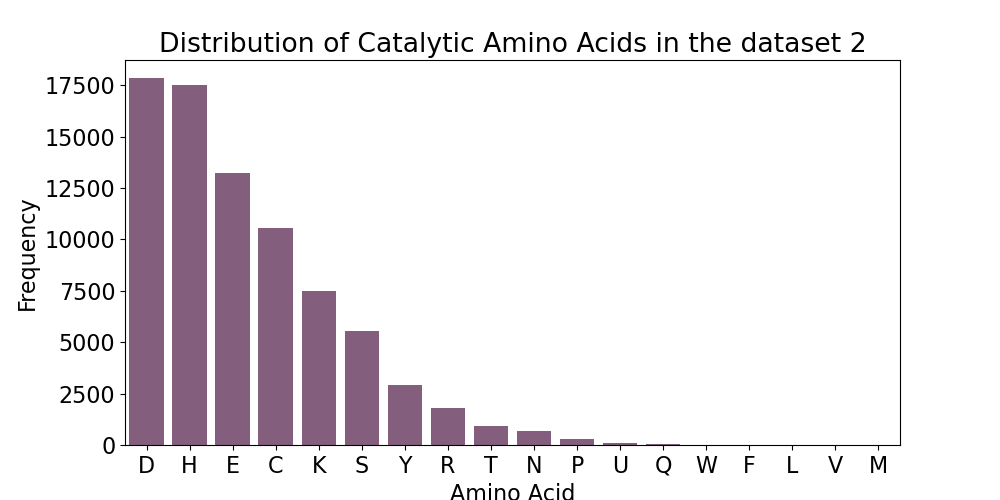 Distribution of Catalytic Amino Acids in the dataset 2
Frequency
17500
15000
12500
10000
7500
5000
2500
0
D H E C K S Y R T N P U Q W F L V M
Amino Acid